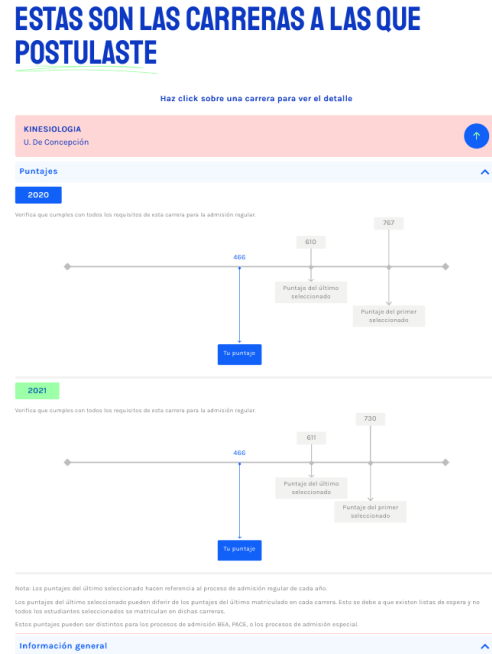 ESTAS SON LAS CARRERAS A LAS QUE
POSTULASTE
Haz click sobre una carrera para ver el detalle
KINESIOLOGIA
U. De Concepción
Puntajes
2020
Verifica que cumples con todos los requisitos de esta carrera para la admisión regular.
767
610
466
Puntaje del último
seleccionado
Puntaje del primer
seleccionado
Tu puntaje
2021
Verifica que cumples con todos los requisitos de esta carrera para la admisión regular.
730
611
466
Puntaje del último
seleccionado
Puntaje del primer
seleccionado
Tu puntaje
Nota: Los puntajes del último seleccionado hacen referencia al proceso de admisión regular de cada año.
Los puntajes del último seleccionado pueden diferir de los puntajes del último matriculado en cada carrera. Esto se debe a que existen listas de espera y no
todos los estudiantes seleccionados se matriculan en dichas carreras.
Estos puntajes pueden ser distintos para los procesos de admisión BEA, PACE, o los procesos de admisión especial.
Información general